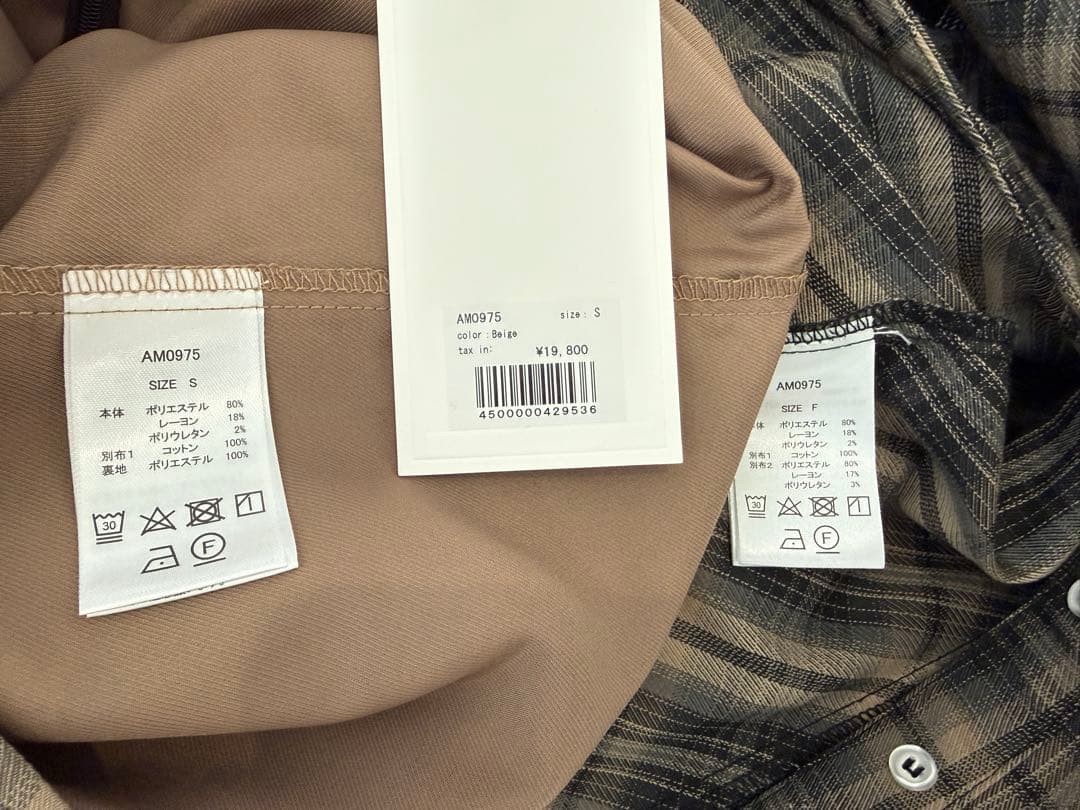 AM0975
SIZE S
本体 ポリエステル 80%
レーヨン 18%
ポリウレタン 2%
別布1 コットン 100%
裏地 ポリエステル 100%
30
F
AM0975 size: S
color:Beige
tax in: ¥19,800
4500000429536
AM0975
SIZE F
体 ポリエステル 80%
レーヨン 18%
ポリウレタン 2%
別布1 コットン 100%
別布2 ポリエステル 80%
レーヨン 17%
ポリウレタン 3%
30
F